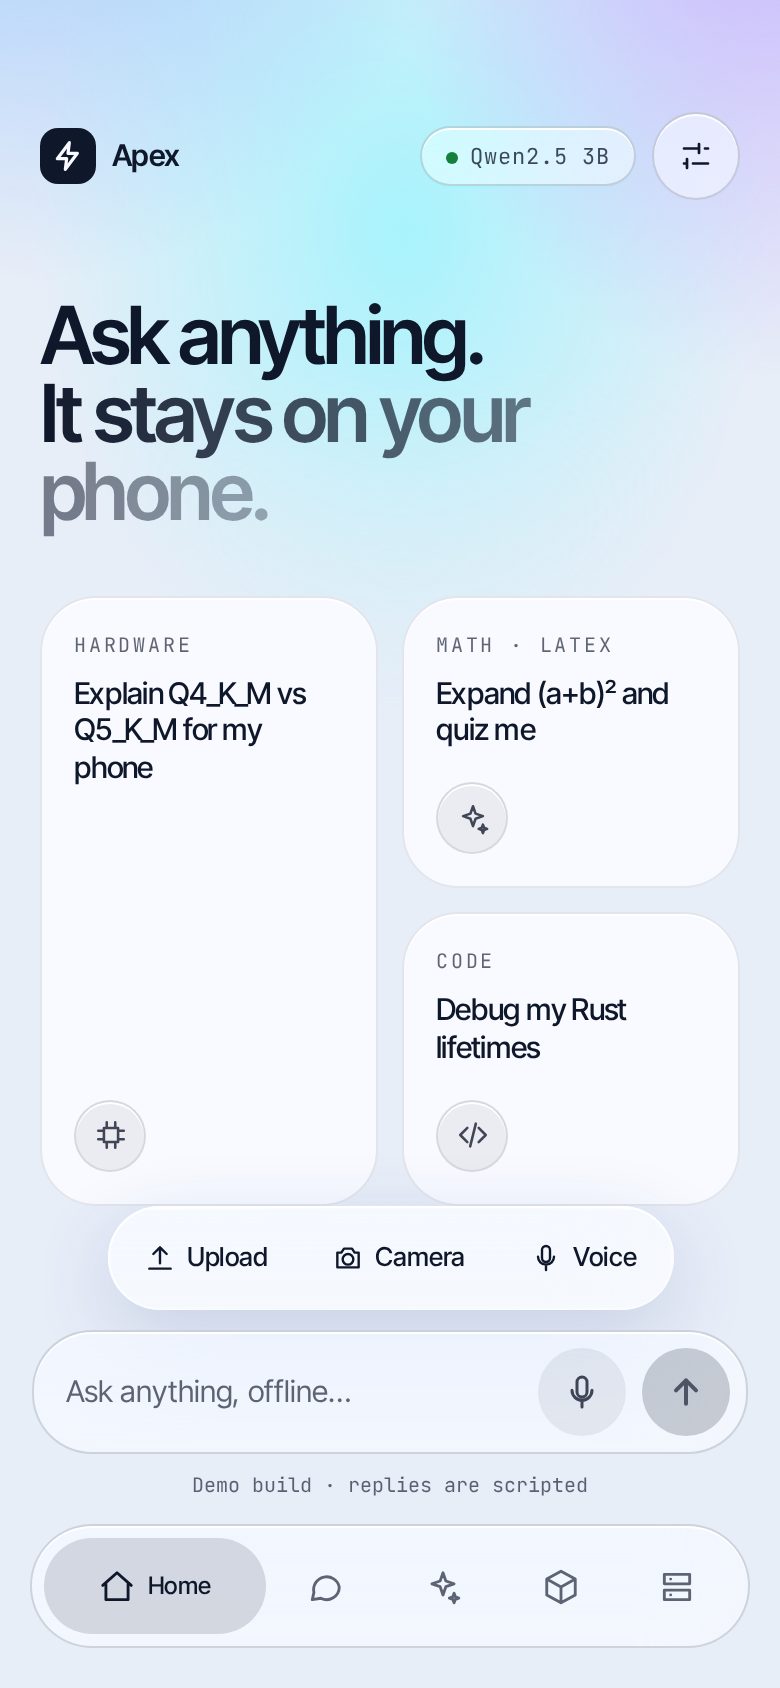 Apex
Qwen2.5 3B
Ask anything.
It stays on your
phone.
HARDWARE
Explain Q4_K_M vs
Q5_K_M for my
phone
MATH · LATEX
Expand (a+b)² and
quiz me
CODE
Debug my Rust
lifetimes
Upload
Camera
Voice
Ask anything, offline...
Demo build · replies are scripted
Home